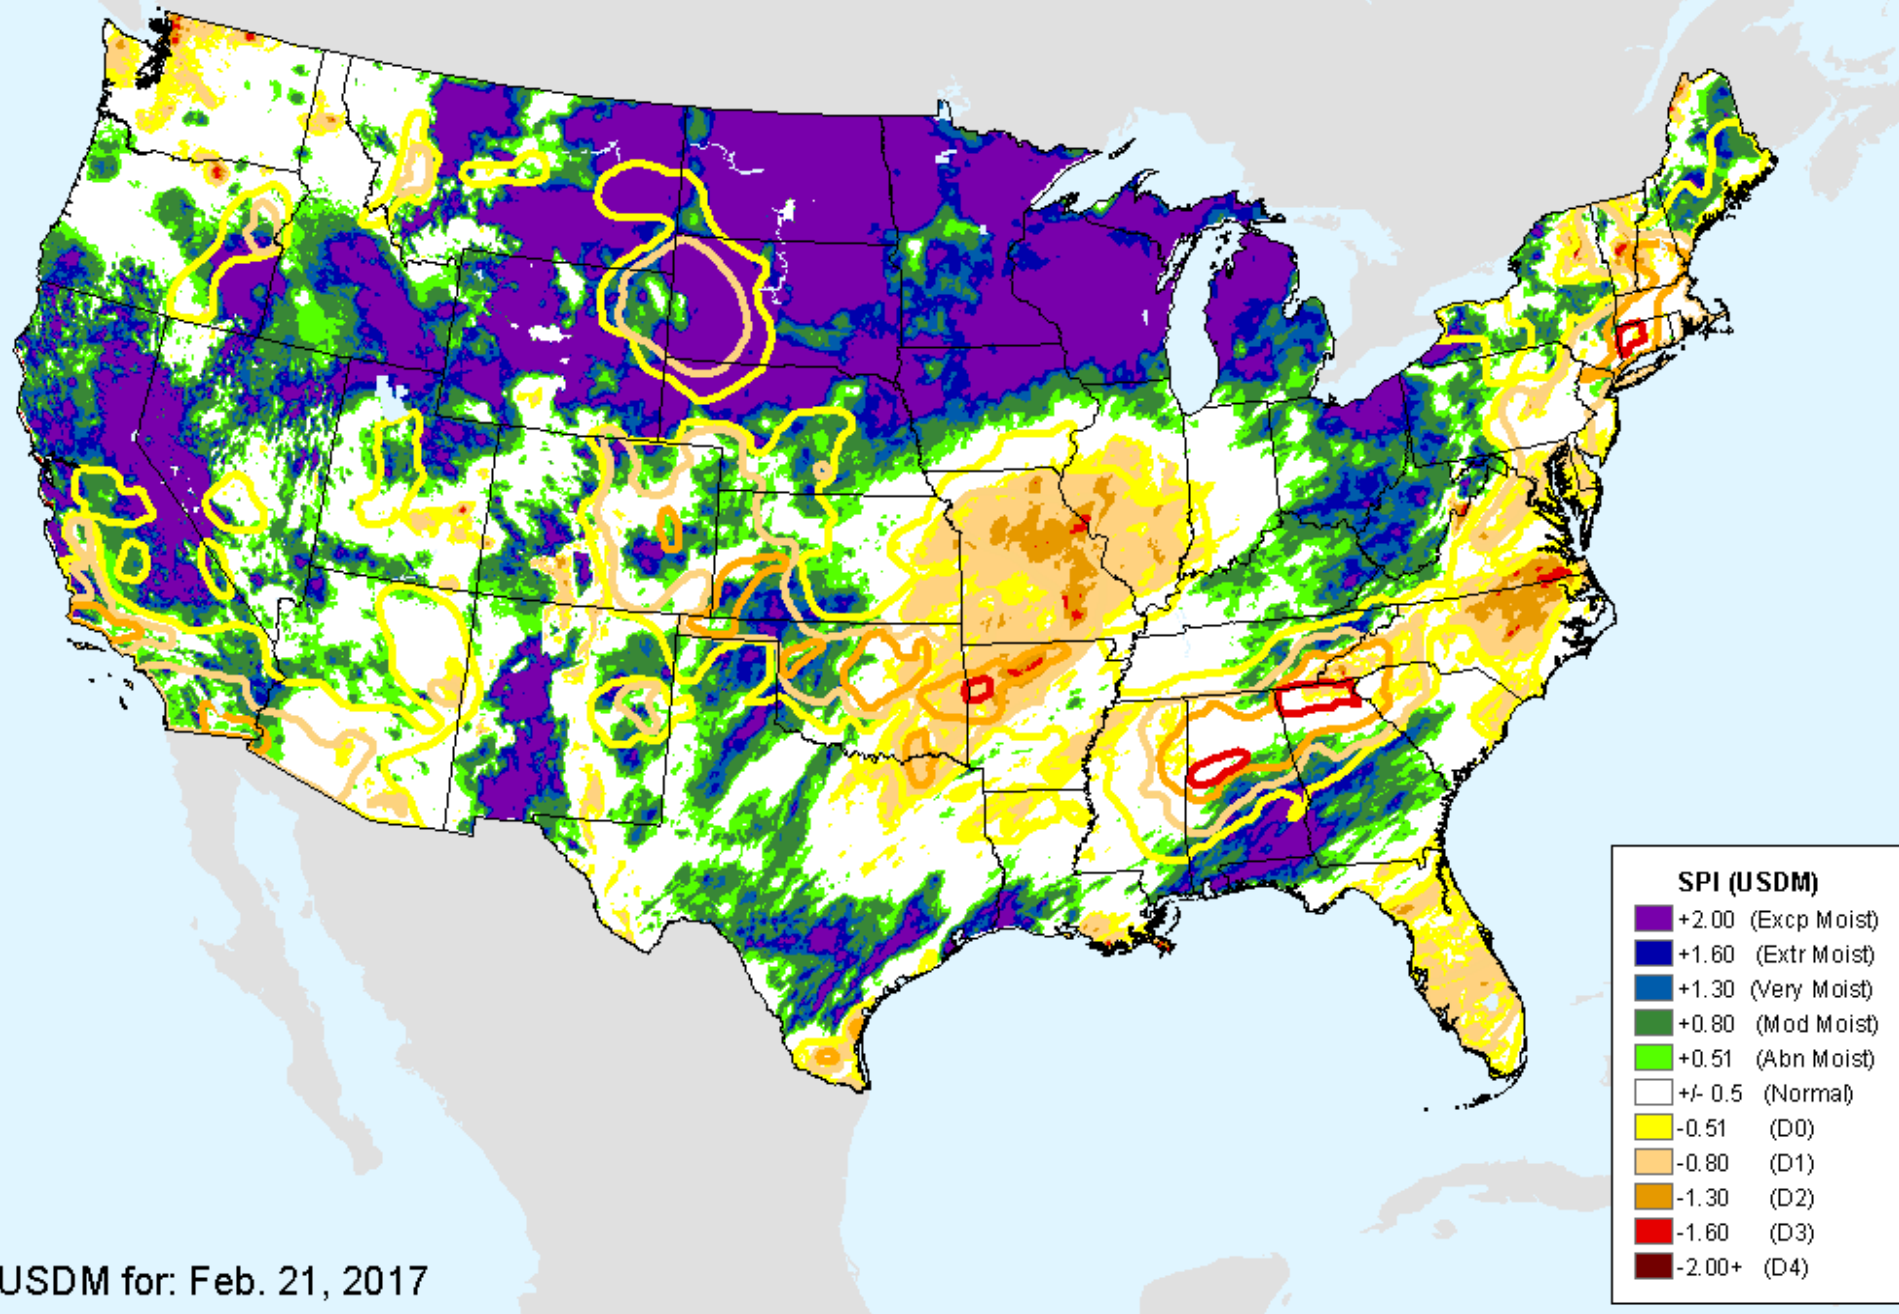 SPI (USDM)
+2.00 (Excp Moist)
+1.60 (Extr Moist)
+1.30 (Very Moist)
+0.80 (Mod Moist)
+0.51 (Abn Moist)
+/- 0.5 (Normal)
-0.51 (D0)
-0.80 (D1)
-1.30 (D2)
-1.60 (D3)
-2.00+ (D4)
USDM for: Feb. 21, 2017